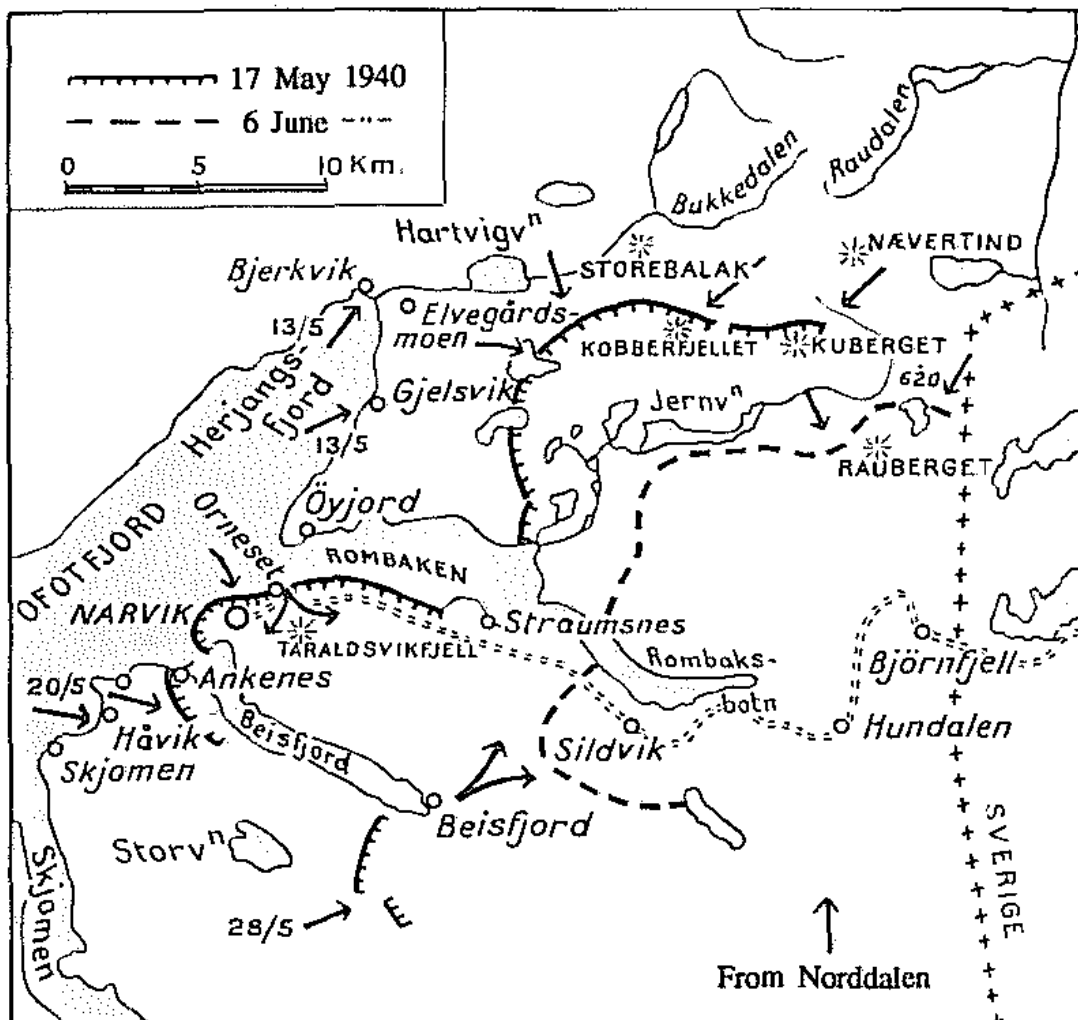 17 May 1940
6 June
0 5 10 Km.
Bukkedalen
Raudalen
Hartvigvⁿ
NÆVERTIND
STOREBALAK
Bjerkvik
Elvegårds-
moen
13/5
KOBBERFJELLET
KUBERGET
Herjangs-
fjord
Gjelsvik
13/5
620
Jernvⁿ
RAUBERGET
Öyjord
Orneset
OFOTFJORD
ROMBAKEN
NARVIK
Straumsnes
TARALDSVIKFJELL
Rombaks-
botn
Björnfjell
20/5
Ankenes
Håvik
Skjomen
Beisfjord
Sildvik
Hundalen
Beisfjord
Storvⁿ
Skjomen
28/5
SVERIGE
From Norddalen